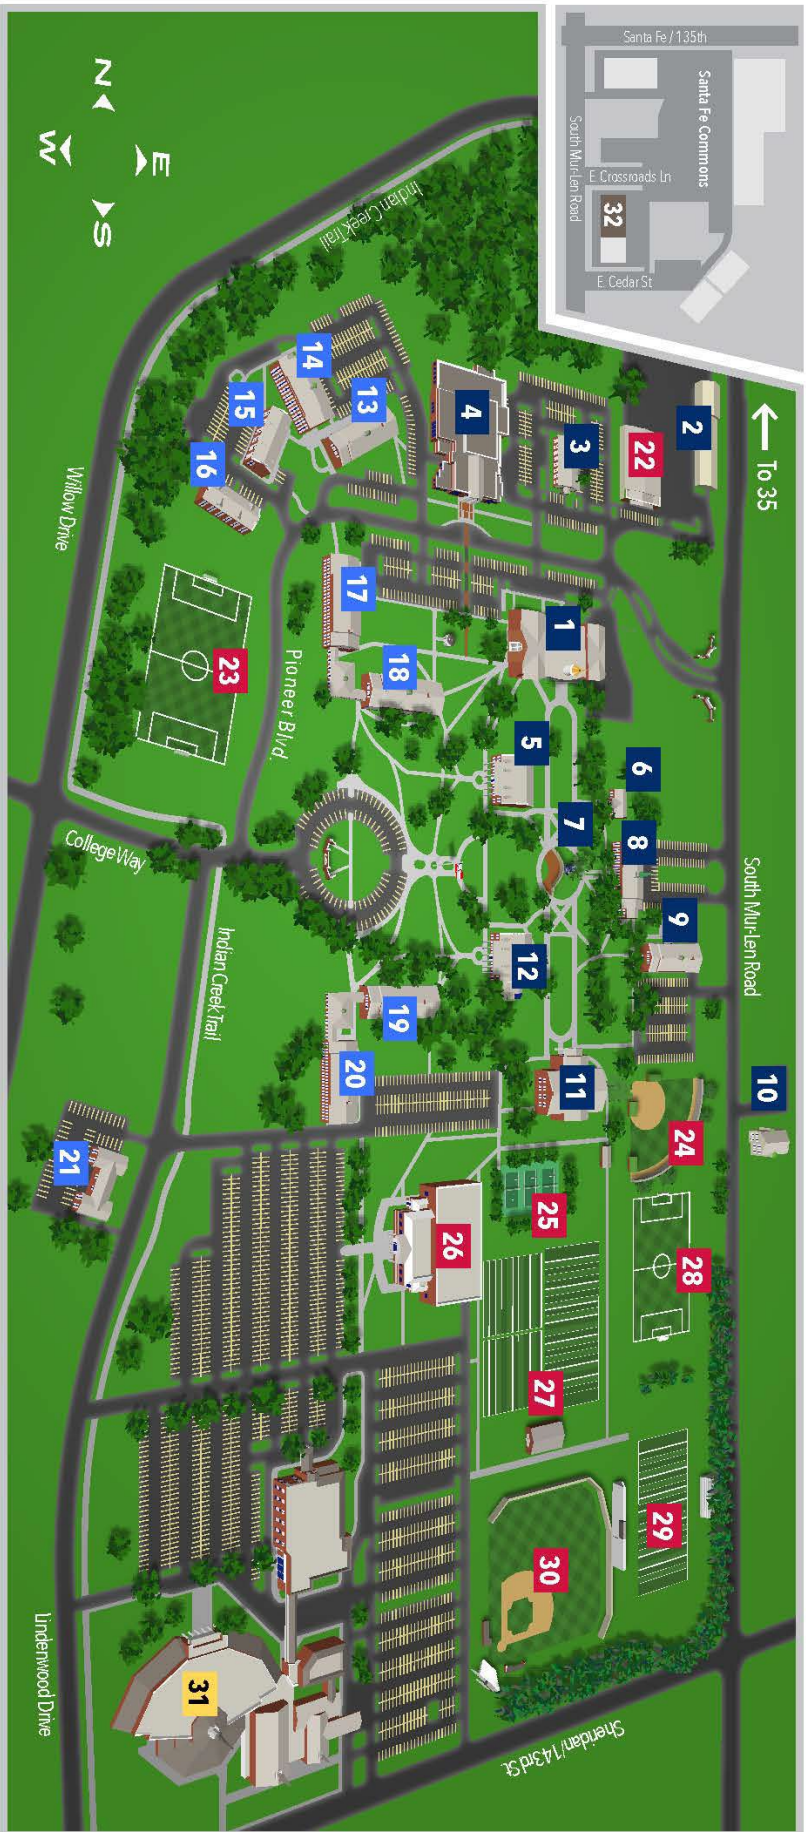 Santa Fe / 135th
Santa Fe Commons
South Mur-Len Road
E. Crossroads Ln
32
E. Cedar St
N
W
E
S
To 35
Indian Creek Trail
14
13
15
16
4
3
22
2
Willow Drive
17
18
1
23
Pioneer Blvd.
5
6
7
8
9
College Way
South Mur-Len Road
12
Indian Creek Trail
19
20
11
10
24
21
25
26
28
27
29
30
31
Lindenwood Drive
Sheridan/143rd St.